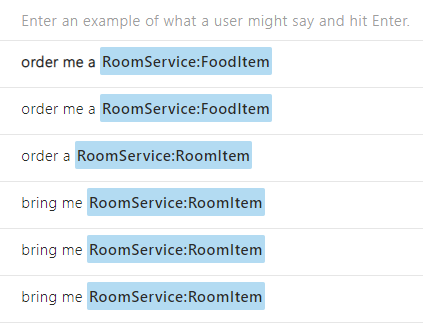 Enter an example of what a user might say and hit Enter.
order me a RoomService:FoodItem
order me a RoomService:FoodItem
order a RoomService:RoomItem
bring me RoomService:RoomItem
bring me RoomService:RoomItem
bring me RoomService:RoomItem